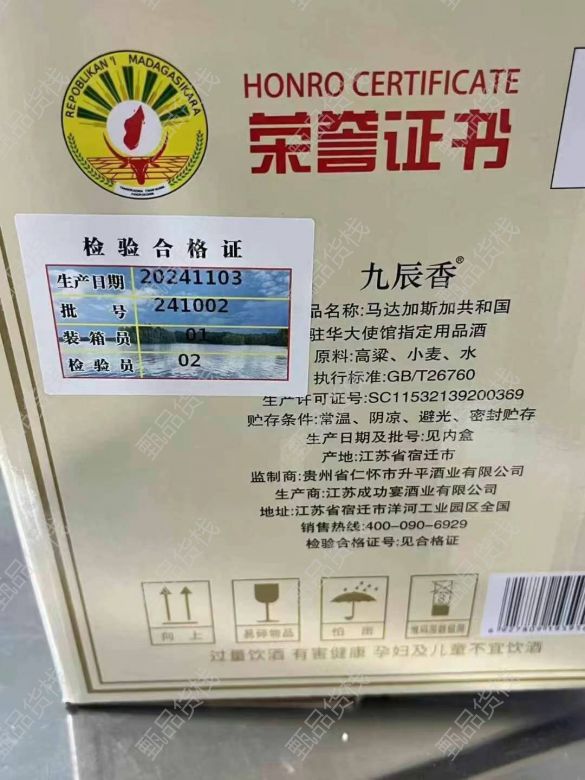 REPOBLIKAN'I MADAGASIKARA
HONRO CERTIFICATE
荣誉证书
检验合格证
生产日期 20241103
批号 241002
装箱员 01
检验员 02
九辰香®
品名称:马达加斯加共和国
驻华大使馆指定用品酒
原料:高粱、小麦、水
执行标准:GB/T26760
生产许可证号:SC11532139200369
贮存条件:常温、阴凉、避光、密封贮存
生产日期及批号:见内盒
产地:江苏省宿迁市
监制商:贵州省仁怀市升平酒业有限公司
生产商:江苏成功宴酒业有限公司
地址:江苏省宿迁市洋河工业园区全国
销售热线:400-090-6929
检验合格证号:见合格证
向上
易碎物品
怕雨
过量饮酒 有害健康 孕妇及儿童不宜饮酒
甄品货栈